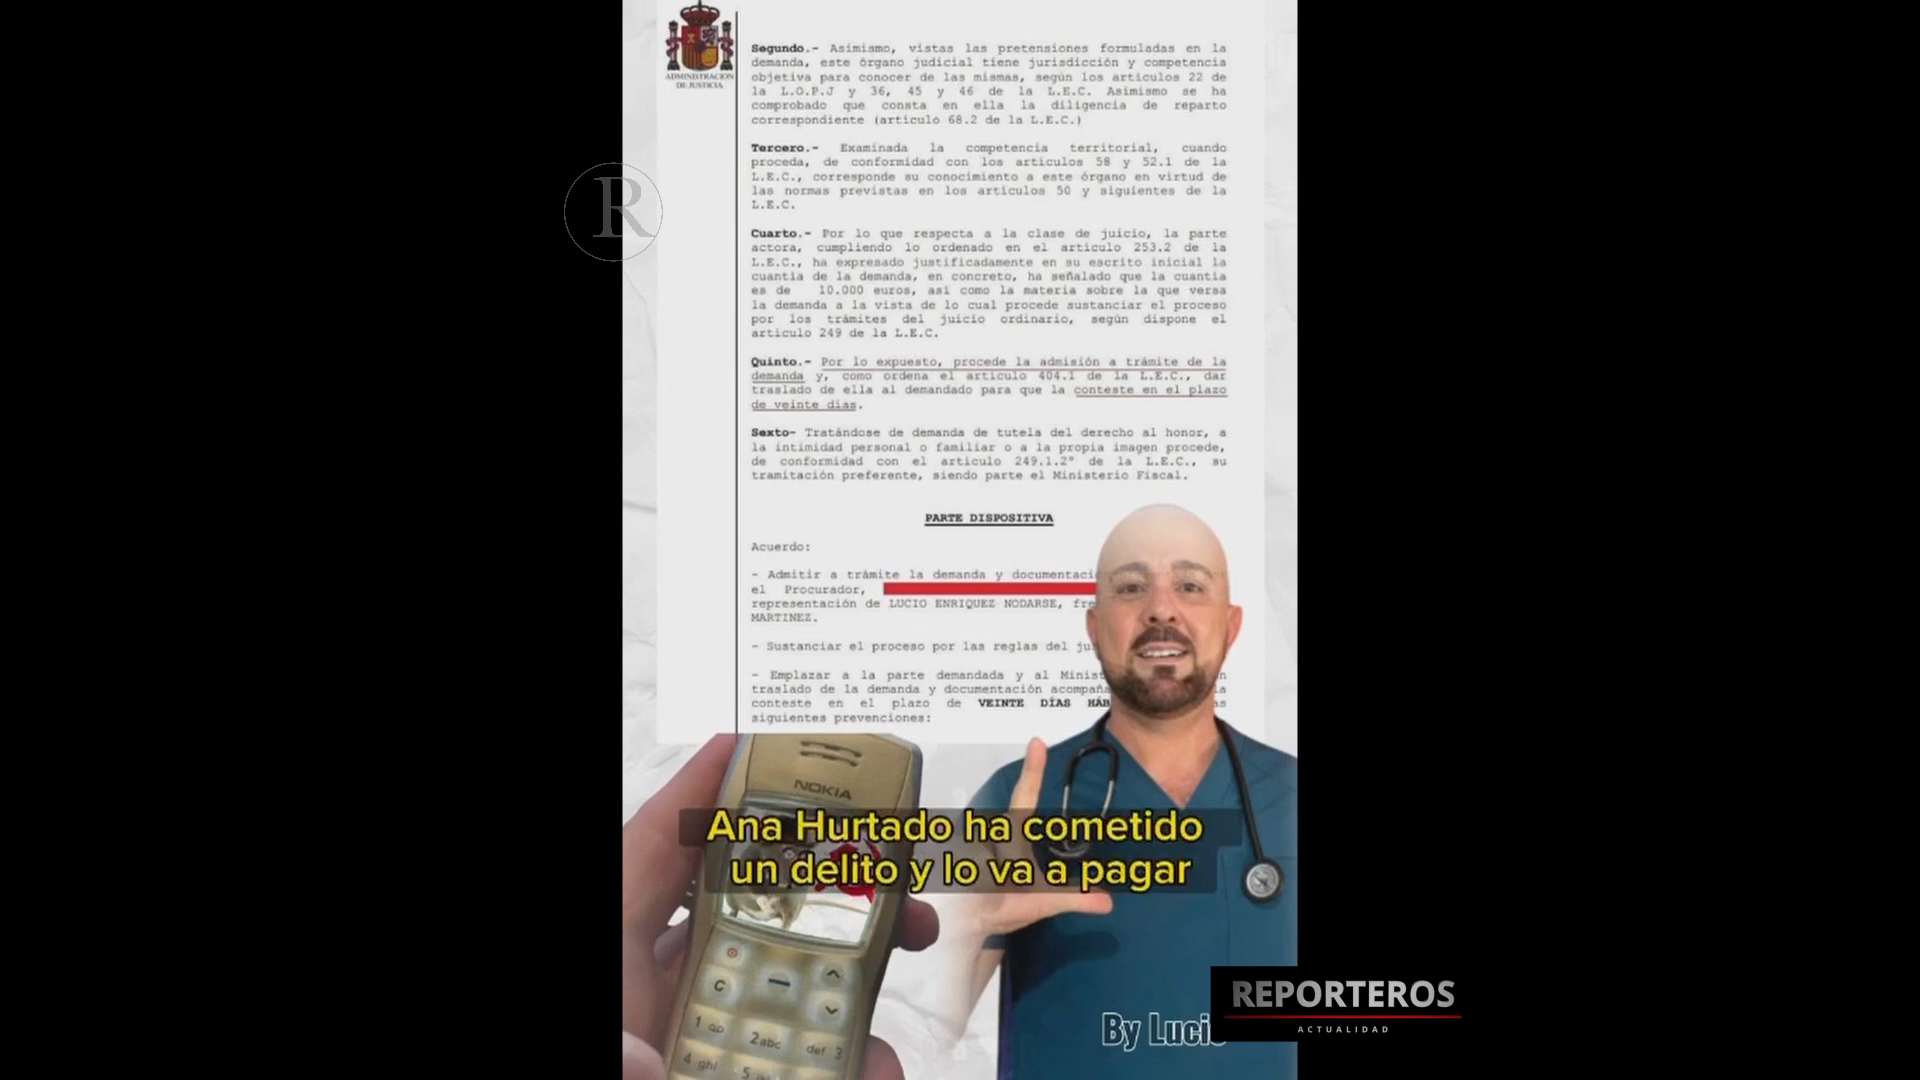 ADMINISTRACION
DE JUSTICIA
Segundo.- Asimismo, vistas las pretensiones formuladas en la
demanda, este órgano judicial tiene jurisdicción y competencia
objetiva para conocer de las mismas, según los artículos 22 de
la L.O.P.J y 36, 45 y 46 de la L.E.C. Asimismo se ha
comprobado que consta en ella la diligencia de reparto
correspondiente (artículo 68.2 de la L.E.C.)
Tercero.- Examinada la competencia territorial, cuando
proceda, de conformidad con los artículos 58 y 52.1 de la
L.E.C., corresponde su conocimiento a este órgano en virtud de
las normas previstas en los artículos 50 y siguientes de la
L.E.C.
R
Cuarto.- Por lo que respecta a la clase de juicio, la parte
actora, cumpliendo lo ordenado en el artículo 253.2 de la
L.E.C., ha expresado justificadamente en su escrito inicial la
cuantía de la demanda, en concreto, ha señalado que la cuantía
es de 10.000 euros, así como la materia sobre la que versa
la demanda a la vista de lo cual procede sustanciar el proceso
por los trámites del juicio ordinario, según dispone el
artículo 249 de la L.E.C.
Quinto.- Por lo expuesto, procede la admisión a trámite de la
demanda y, como ordena el artículo 404.1 de la L.E.C., dar
traslado de ella al demandado para que la conteste en el plazo
de veinte días.
Sexto- Tratándose de demanda de tutela del derecho al honor, a
la intimidad personal o familiar o a la propia imagen procede,
de conformidad con el artículo 249.1.2º de la L.E.C., su
tramitación preferente, siendo parte el Ministerio Fiscal.
PARTE DISPOSITIVA
Acuerdo:
- Admitir a trámite la demanda y documentaci
el Procurador,
representación de LUCIO ENRIQUEZ NODARSE, fre
MARTINEZ.
- Sustanciar el proceso por las reglas del ju
- Emplazar a la parte demandada y al Minist
traslado de la demanda y documentación acompaña
conteste en el plazo de VEINTE DÍAS HÁB
siguientes prevenciones:
NOKIA
Ana Hurtado ha cometido
un delito y lo va a pagar
C
1
2abc
def 3
4 ghi
5
By Luci
REPORTEROS
ACTUALIDAD